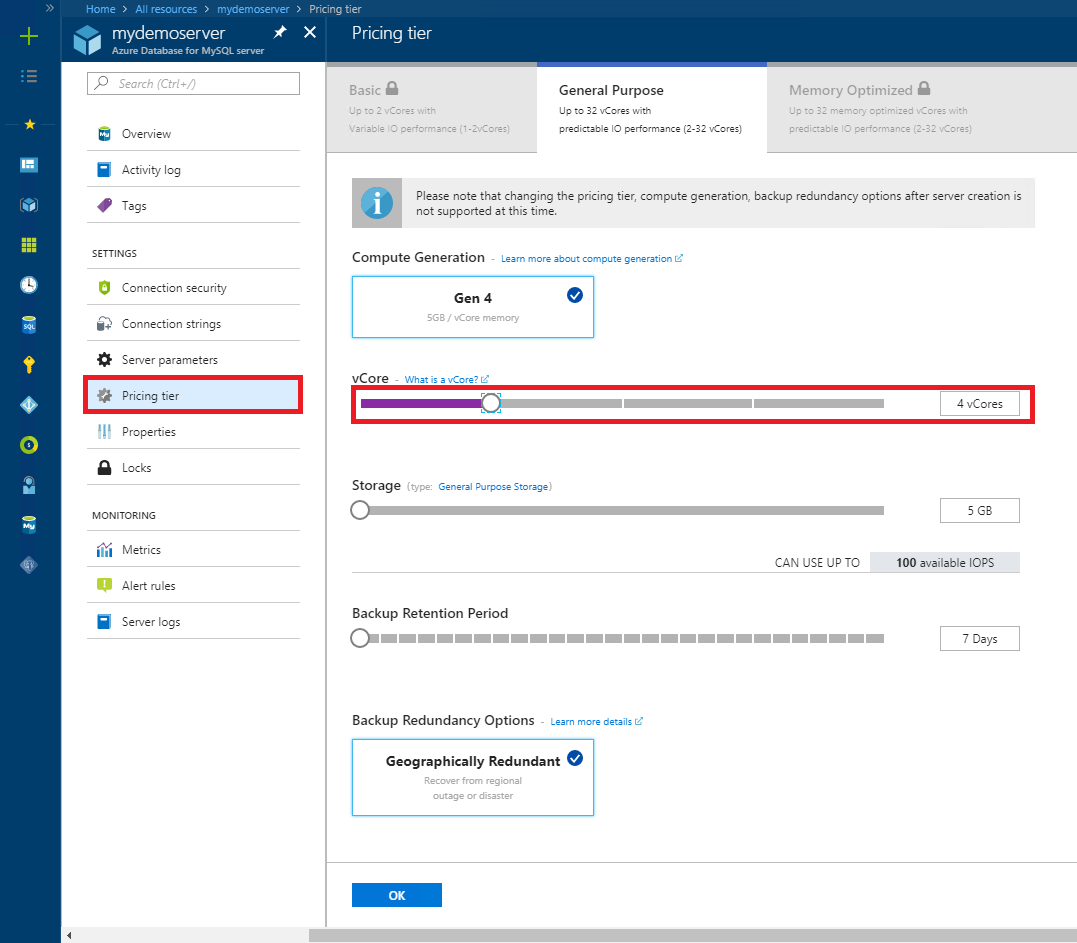 Home > All resources > mydemoserver > Pricing tier
mydemoserver
Azure Database for MySQL server
Search (Ctrl+/)
Overview
Activity log
Tags
SETTINGS
Connection security
Connection strings
Server parameters
Pricing tier
Properties
Locks
MONITORING
Metrics
Alert rules
Server logs
Pricing tier
Basic
Up to 2 vCores with
Variable IO performance (1-2vCores)
General Purpose
Up to 32 vCores with
predictable IO performance (2-32 vCores)
Memory Optimized
Up to 32 memory optimized vCores with
predictable IO performance (2-32 vCores)
Please note that changing the pricing tier, compute generation, backup redundancy options after server creation is
not supported at this time.
Compute Generation - Learn more about compute generation
Gen 4
5GB / vCore memory
vCore - What is a vCore?
4 vCores
Storage (type: General Purpose Storage)
5 GB
CAN USE UP TO 100 available IOPS
Backup Retention Period
7 Days
Backup Redundancy Options - Learn more details
Geographically Redundant
Recover from regional
outage or disaster
OK
SQL
My
My